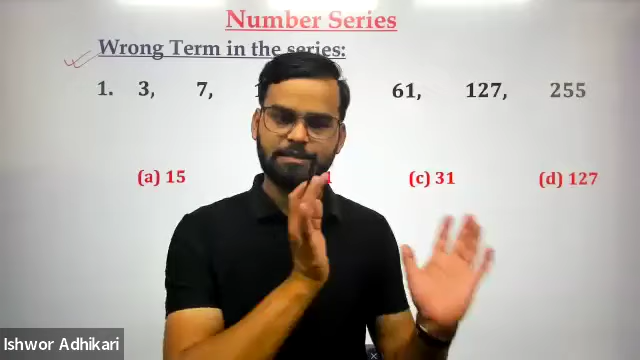 Number Series
Wrong Term in the series:
1. 3, 7, 61, 127, 255
(a) 15 (c) 31 (d) 127
Ishwor Adhikari